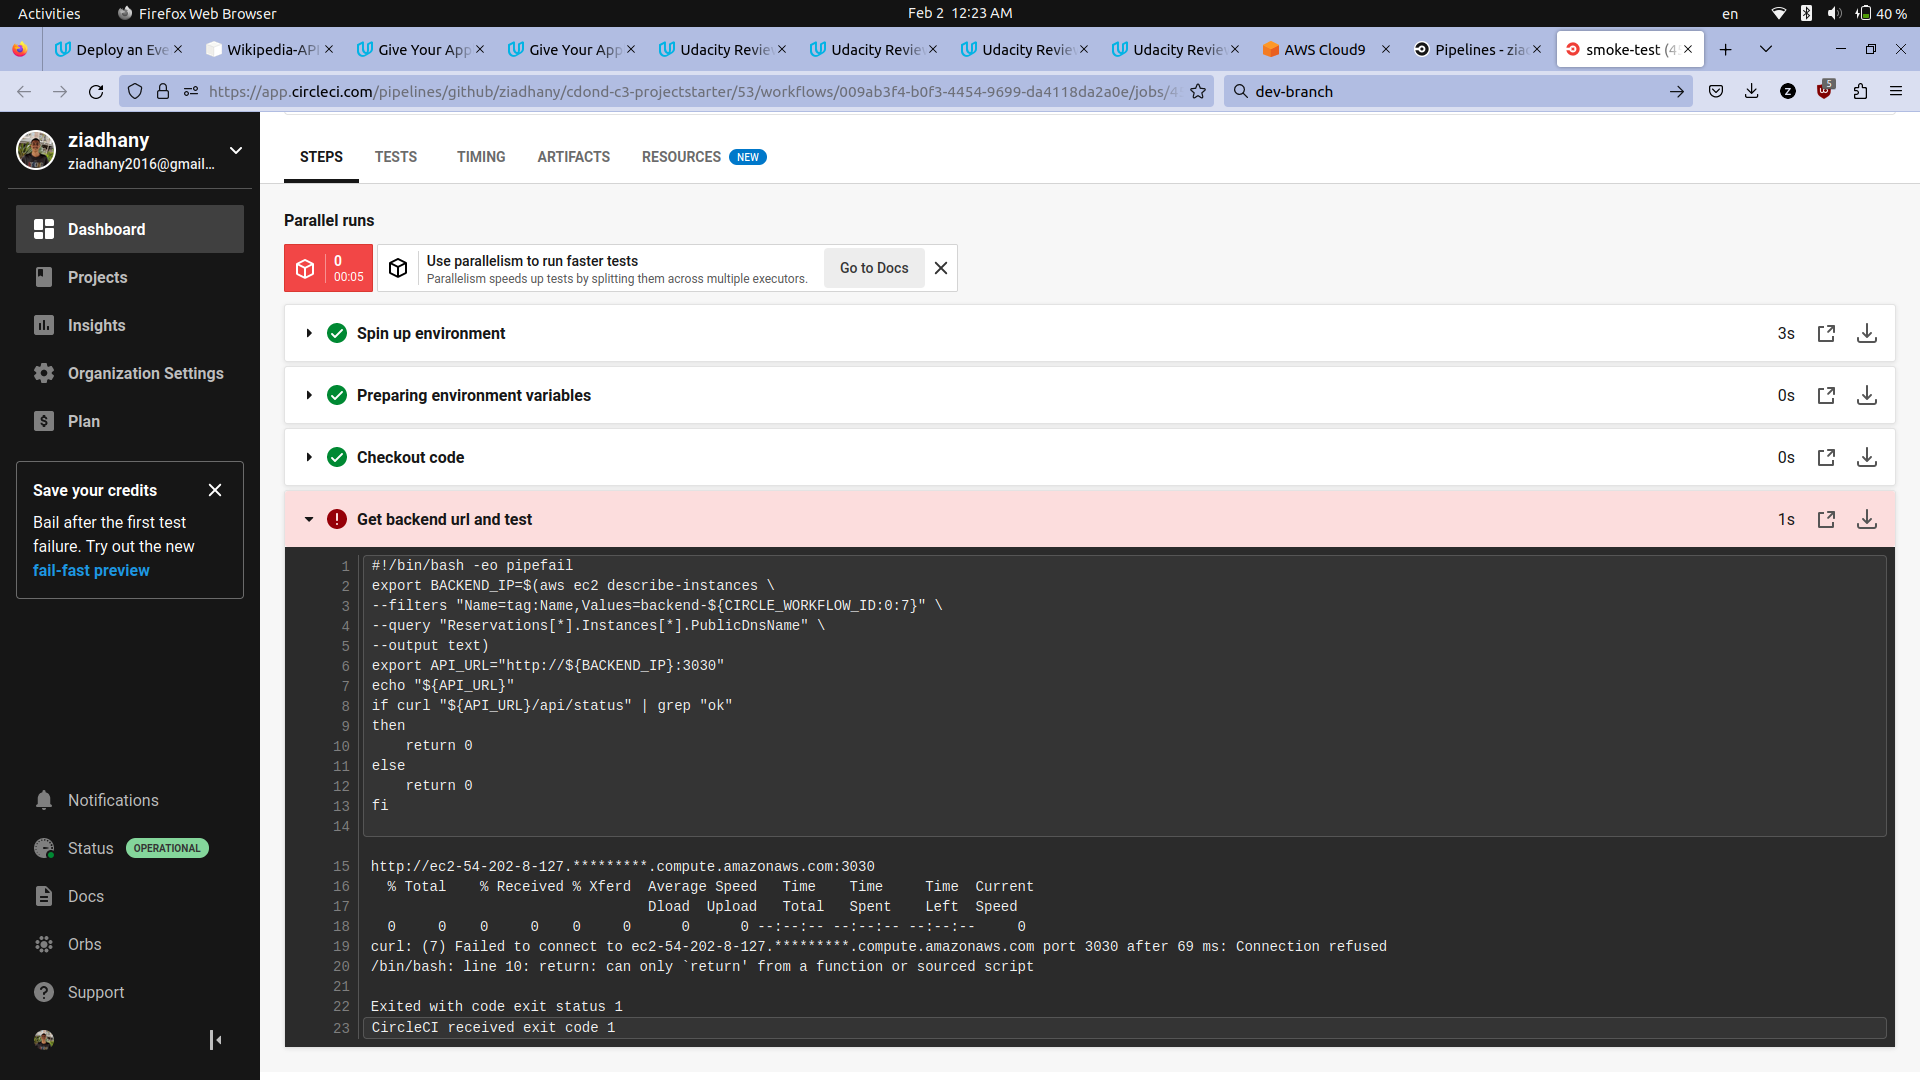 Activities
Firefox Web Browser
Feb 2 12:23 AM
en
40 %
Deploy an Eve
Wikipedia-API
Give Your App
Give Your App
Udacity Review
Udacity Review
Udacity Review
Udacity Review
AWS Cloud9
Pipelines - zia
smoke-test (4
https://app.circleci.com/pipelines/github/ziadhany/cdond-c3-projectstarter/53/workflows/009ab3f4-b0f3-4454-9699-da4118da2a0e/jobs/4
dev-branch
5
ziadhany
ziadhany2016@gmail...
Dashboard
Projects
Insights
Organization Settings
Plan
Save your credits
Bail after the first test
failure. Try out the new
fail-fast preview
Notifications
Status OPERATIONAL
Docs
Orbs
Support
STEPS
TESTS
TIMING
ARTIFACTS
RESOURCES NEW
Parallel runs
0
00:05
Use parallelism to run faster tests
Parallelism speeds up tests by splitting them across multiple executors.
Go to Docs
Spin up environment
3s
Preparing environment variables
0s
Checkout code
0s
Get backend url and test
1s
1 #!/bin/bash -eo pipefail
2 export BACKEND_IP=$(aws ec2 describe-instances \
3 --filters "Name=tag:Name,Values=backend-${CIRCLE_WORKFLOW_ID:0:7}" \
4 --query "Reservations[*].Instances[*].PublicDnsName" \
5 --output text)
6 export API_URL="http://${BACKEND_IP}:3030"
7 echo "${API_URL}"
8 if curl "${API_URL}/api/status" | grep "ok"
9 then
10     return 0
11 else
12     return 0
13 fi
14
15 http://ec2-54-202-8-127.*********.compute.amazonaws.com:3030
16   % Total    % Received % Xferd  Average Speed   Time    Time     Time  Current
17                                  Dload  Upload   Total   Spent    Left  Speed
18   0     0    0     0    0     0      0      0 --:--:-- --:--:-- --:--:--     0
19 curl: (7) Failed to connect to ec2-54-202-8-127.*********.compute.amazonaws.com port 3030 after 69 ms: Connection refused
20 /bin/bash: line 10: return: can only `return' from a function or sourced script
21
22 Exited with code exit status 1
23 CircleCI received exit code 1